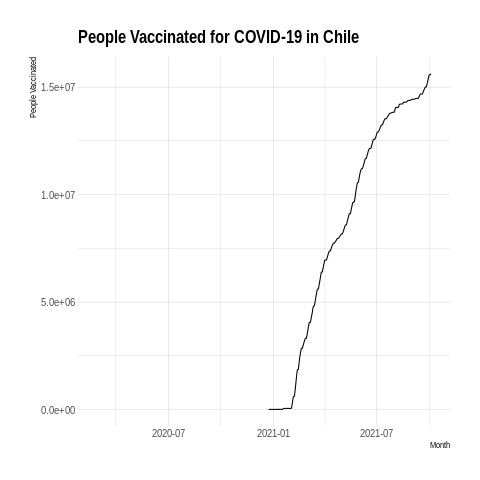 People Vaccinated for COVID-19 in Chile
People Vaccinated
1.5e+07
1.0e+07
5.0e+06
0.0e+00
2020-07
2021-01
2021-07
Month